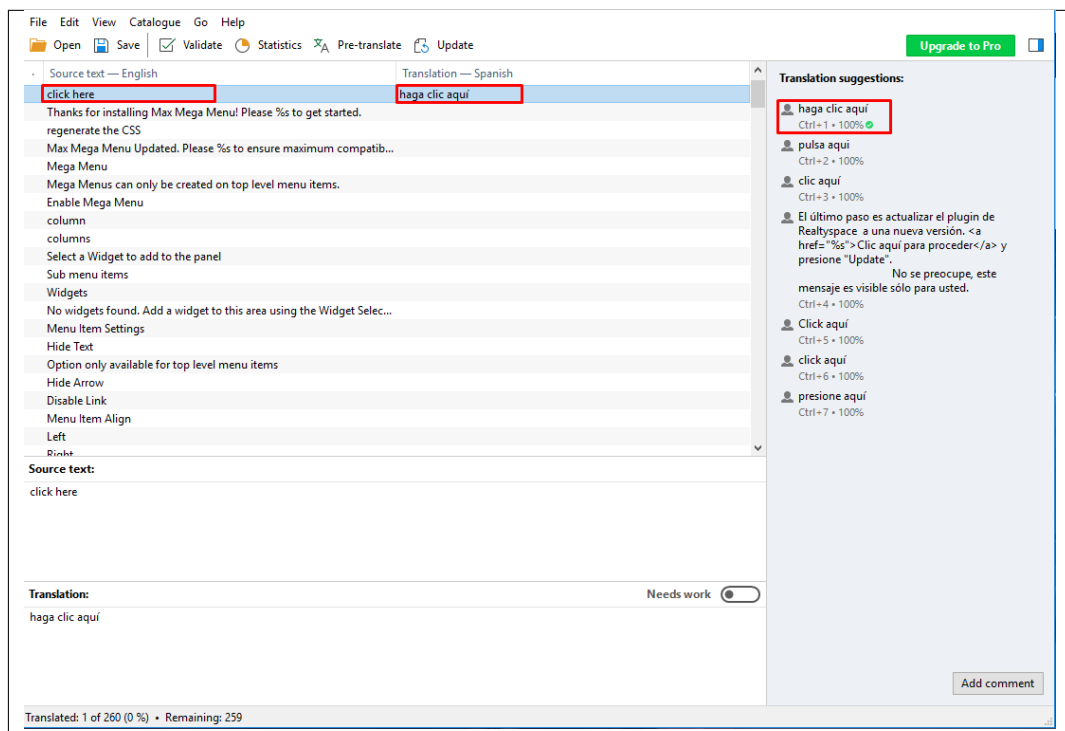 File Edit View Catalogue Go Help
Open Save Validate Statistics Pre-translate Update Upgrade to Pro
Source text — English Translation — Spanish
click here haga clic aquí
Thanks for installing Max Mega Menu! Please %s to get started.
regenerate the CSS
Max Mega Menu Updated. Please %s to ensure maximum compatib...
Mega Menu
Mega Menus can only be created on top level menu items.
Enable Mega Menu
column
columns
Select a Widget to add to the panel
Sub menu items
Widgets
No widgets found. Add a widget to this area using the Widget Selec...
Menu Item Settings
Hide Text
Option only available for top level menu items
Hide Arrow
Disable Link
Menu Item Align
Left
Right
Source text:
click here
Translation: Needs work
haga clic aquí
Translation suggestions:
haga clic aquí
Ctrl+1 • 100%
pulsa aqui
Ctrl+2 • 100%
clic aquí
Ctrl+3 • 100%
El último paso es actualizar el plugin de
Realtyspace a una nueva versión. <a
href="%s">Clic aquí para proceder</a> y
presione "Update".
No se preocupe, este
mensaje es visible sólo para usted.
Ctrl+4 • 100%
Click aquí
Ctrl+5 • 100%
click aquí
Ctrl+6 • 100%
presione aquí
Ctrl+7 • 100%
Add comment
Translated: 1 of 260 (0 %) • Remaining: 259